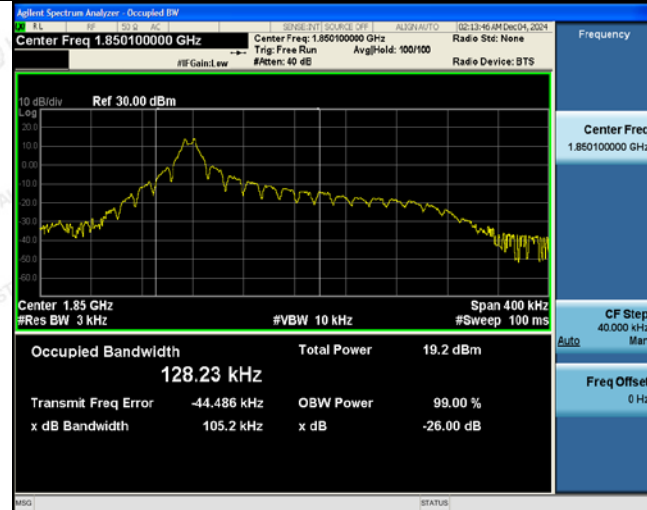 Agilent Spectrum Analyzer - Occupied BW
RL RF 50 Ω AC SENSE:INT SOURCE OFF ALIGN AUTO 02:13:46 AM Dec 04, 2024
Center Freq 1.850100000 GHz
Center Freq: 1.850100000 GHz
Radio Std: None
Trig: Free Run Avg|Hold: 100/100
#IFGain:Low #Atten: 40 dB Radio Device: BTS
Frequency
10 dB/div Ref 30.00 dBm
Log
20.0
10.0
0.00
-10.0
-20.0
-30.0
-40.0
-50.0
-60.0
Center 1.85 GHz Span 400 kHz
#Res BW 3 kHz #VBW 10 kHz #Sweep 100 ms
Occupied Bandwidth Total Power 19.2 dBm
128.23 kHz
Transmit Freq Error -44.486 kHz OBW Power 99.00 %
x dB Bandwidth 105.2 kHz x dB -26.00 dB
Center Freq
1.850100000 GHz
CF Step
40.000 kHz
Auto Man
Freq Offset
0 Hz
MSG STATUS